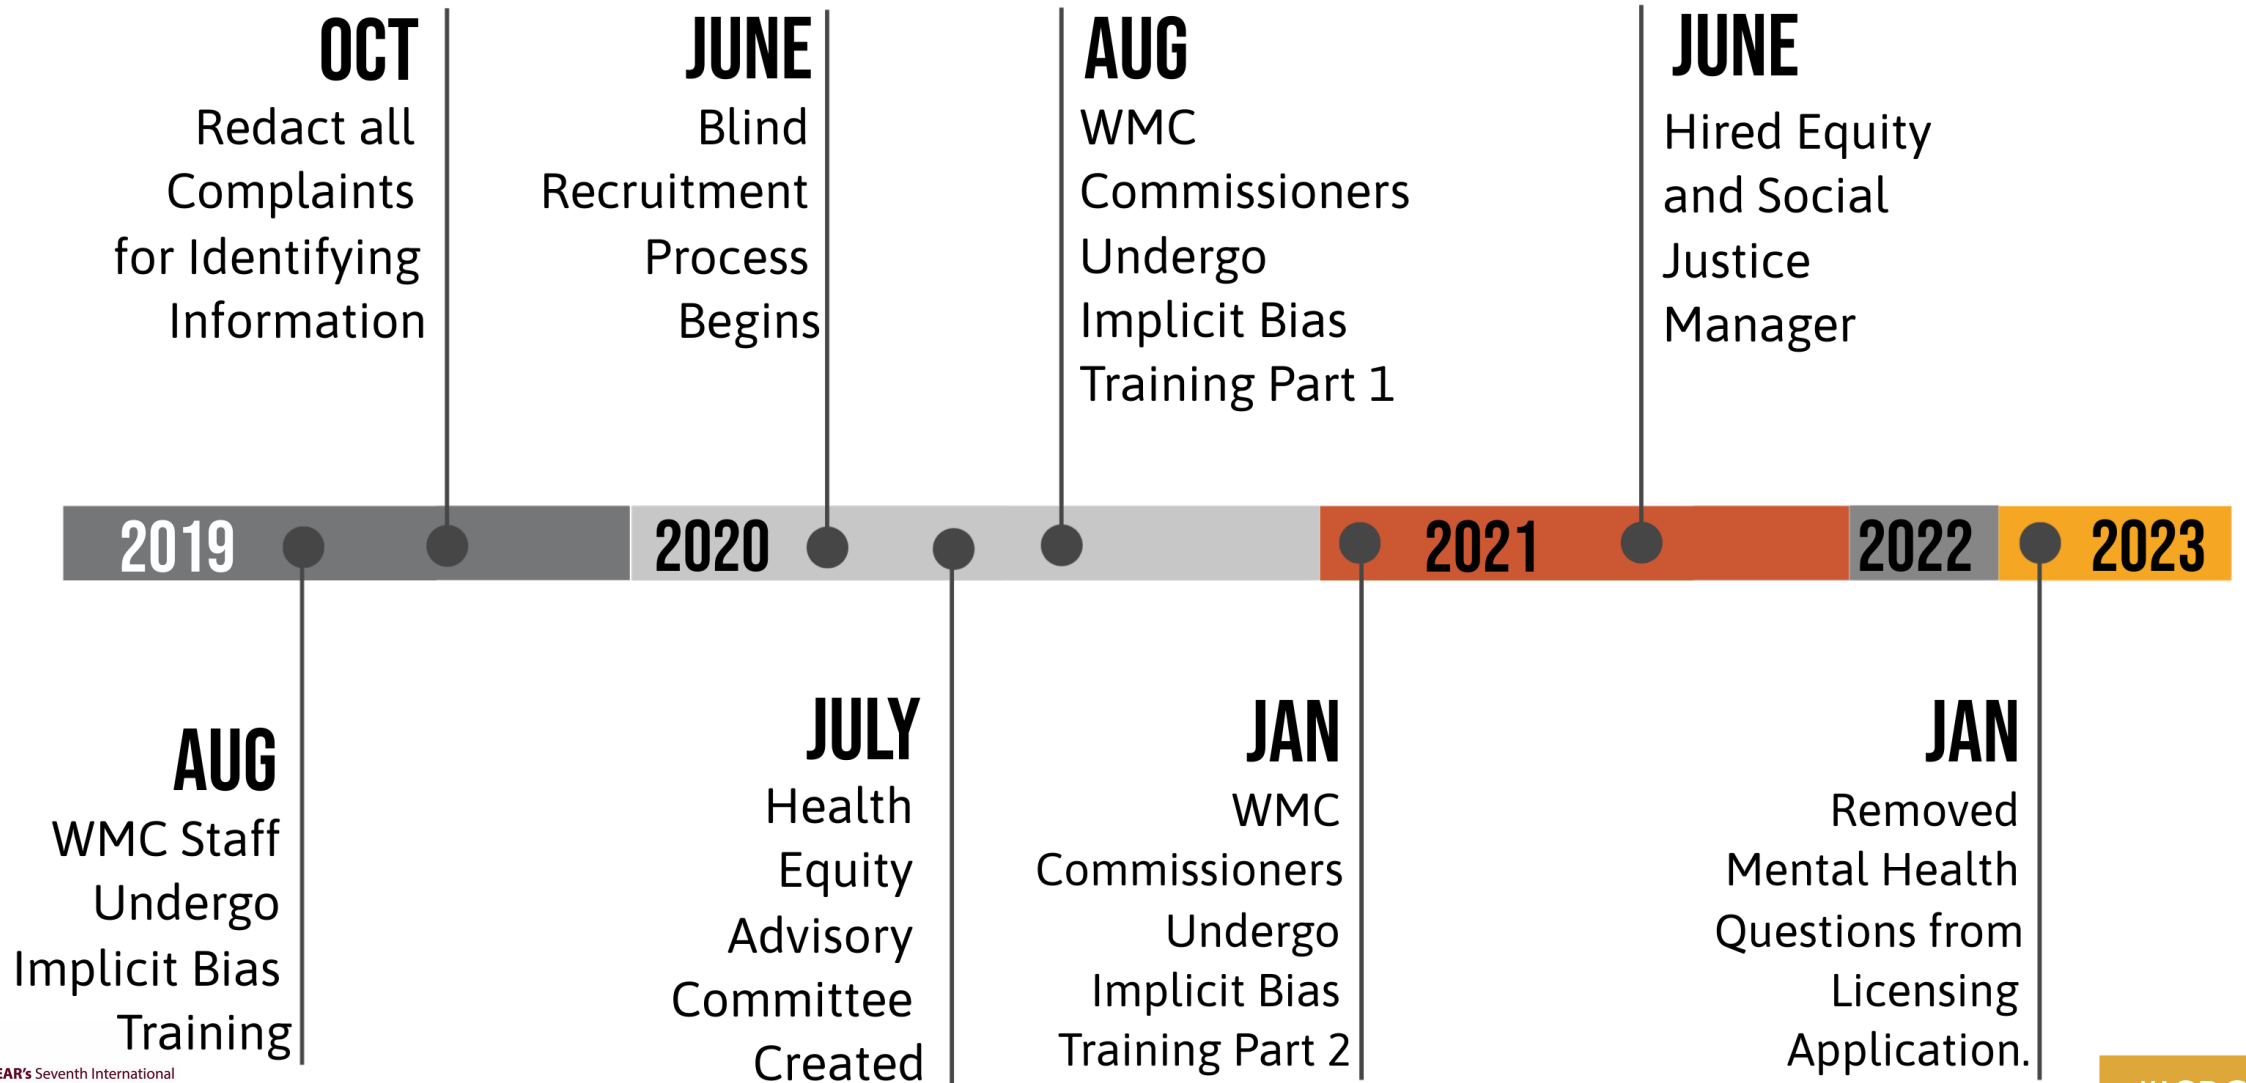 OCT
Redact all
Complaints
for Identifying
Information
JUNE
Blind
Recruitment
Process
Begins
AUG
WMC
Commissioners
Undergo
Implicit Bias
Training Part 1
JUNE
Hired Equity
and Social
Justice
Manager
2019
2020
2021
2022
2023
AUG
WMC Staff
Undergo
Implicit Bias
Training
JULY
Health
Equity
Advisory
Committee
Created
JAN
WMC
Commissioners
Undergo
Implicit Bias
Training Part 2
JAN
Removed
Mental Health
Questions from
Licensing
Application.
EAR's Seventh International